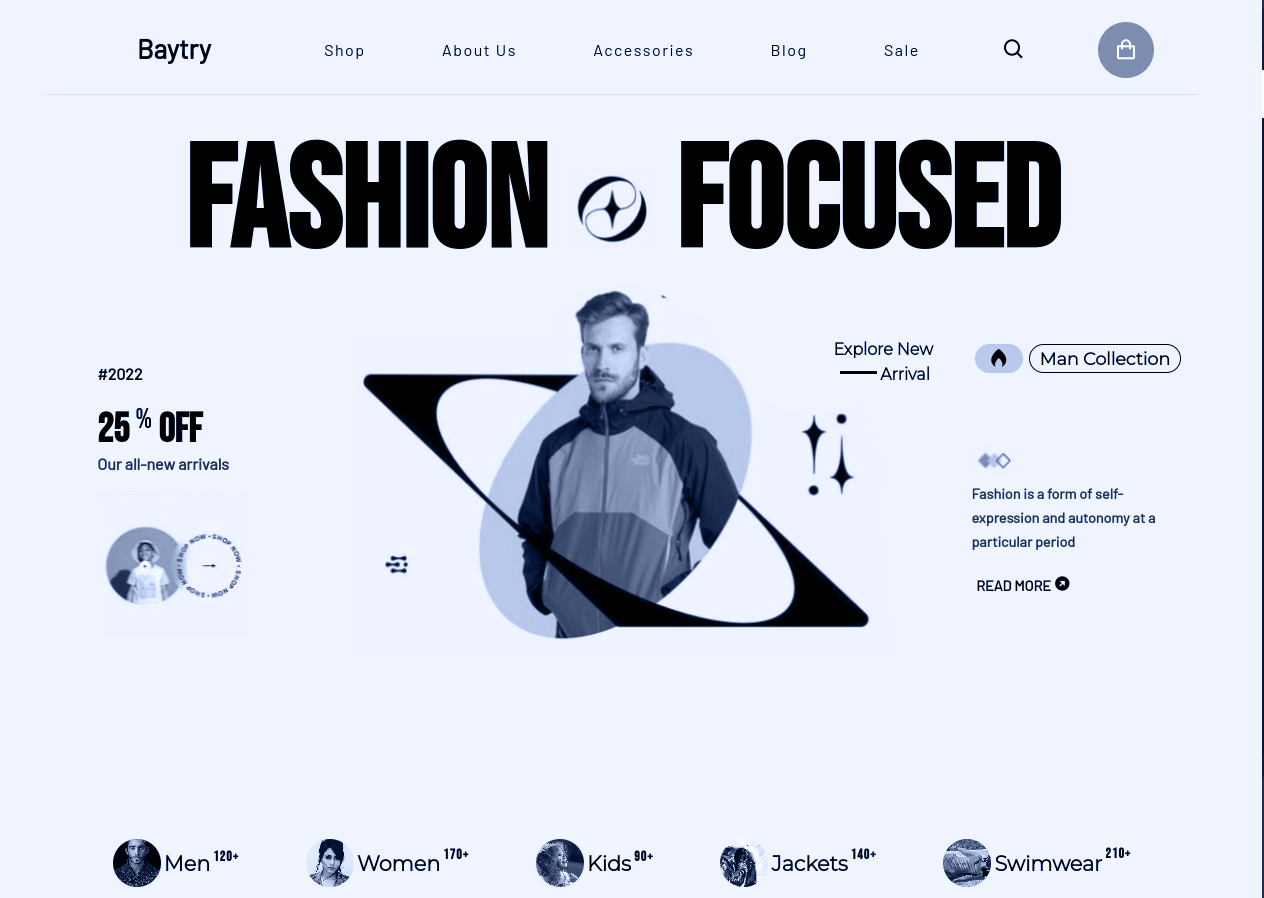 Baytry
Shop
About Us
Accessories
Blog
Sale
FASHION FOCUSED
Explore New
Arrival
Man Collection
#2022
25 % OFF
Our all-new arrivals
SHOP NOW • SHOP NOW • SHOP NOW • SHOP NOW •
Fashion is a form of self-
expression and autonomy at a
particular period
READ MORE
Men 120+
Women 170+
Kids 90+
Jackets 140+
Swimwear 210+